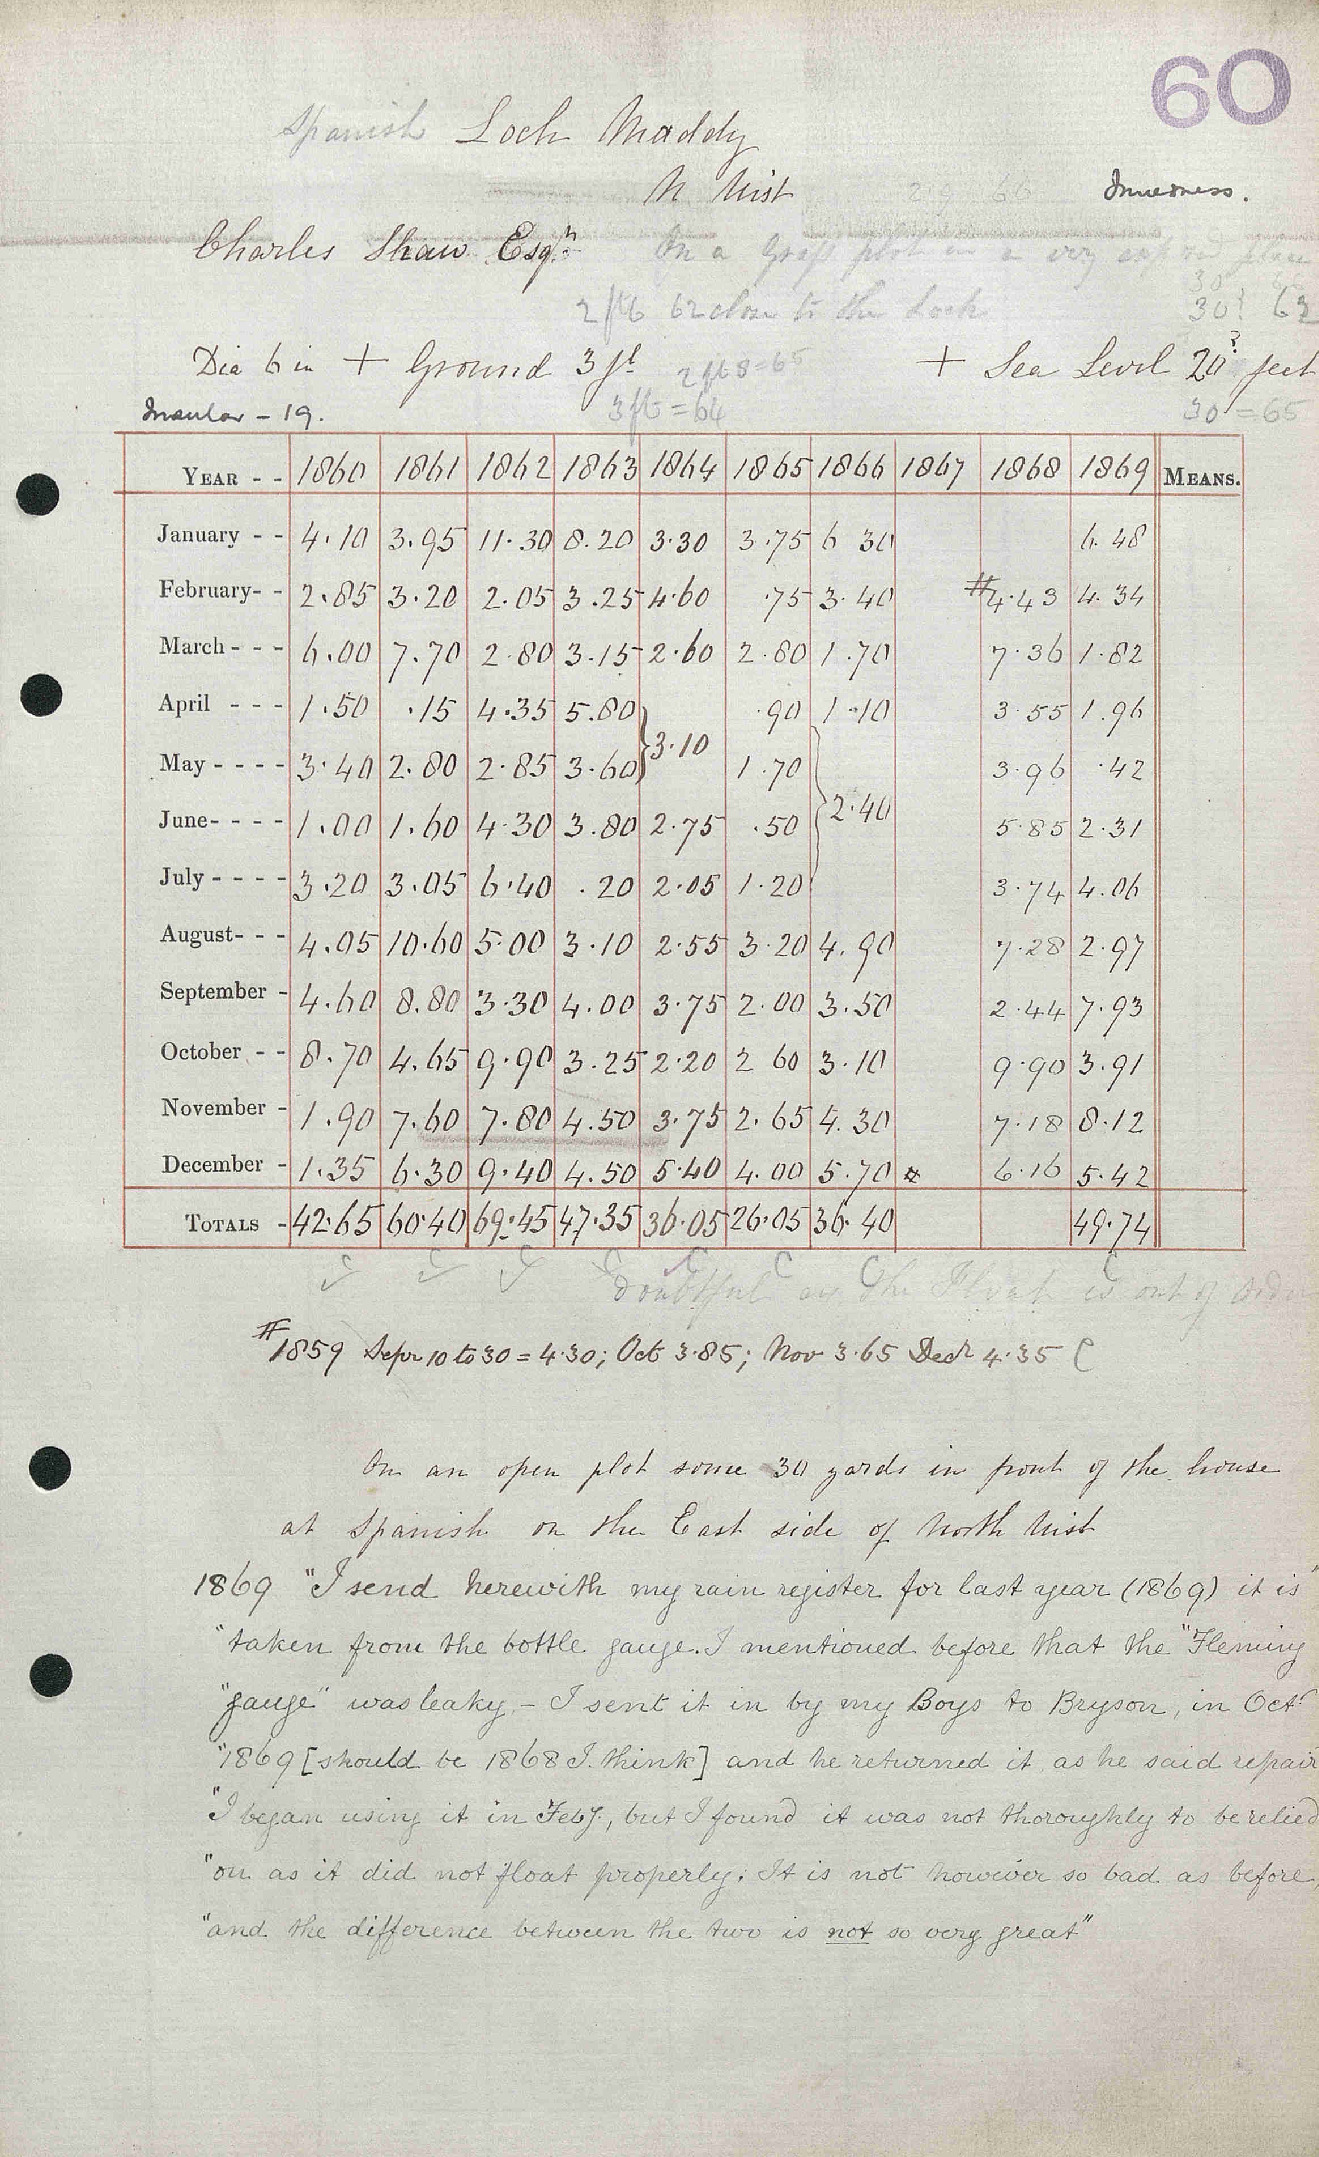 60
Spanish Loch Maddy
N Uist
29 66
Inverness.
Charles Shaw Esqr
On a Grass plot in a very
30
2 ft 6 62 close to the Loch
30 62
Dia 6 in + Ground 3 ft
2 ft 8 = 65
+ Sea Level 20? feet
Insular - 19.
3 ft = 64
30 = 65
YEAR - - 1860 1861 1862 1863 1864 1865 1866 1867 1868 1869 MEANS.
January - - 4.10 3.95 11.30 8.20 3.30 3.75 6 30 6.48
February- - 2.85 3.20 2.05 3.25 4.60 .75 3.40 #4.43 4.34
March - - - 6.00 7.70 2.80 3.15 2.60 2.80 1.70 7.36 1.82
April - - - 1.50 .15 4.35 5.80 } .90 1.10 3.55 1.96
May - - - - 3.40 2.80 2.85 3.60 } 3.10 1.70 } 3.96 .42
June- - - - 1.00 1.60 4.30 3.80 2.75 .50 } 2.40 5.85 2.31
July - - - - 3.20 3.05 6.40 .20 2.05 1.20 } 3.74 4.06
August- - - 4.05 10.60 5.00 3.10 2.55 3.20 4.90 7.28 2.97
September - 4.60 8.80 3.30 4.00 3.75 2.00 3.50 2.44 7.93
October - - 8.70 4.65 9.90 3.25 2.20 2 60 3.10 9.90 3.91
November - 1.90 7.60 7.80 4.50 3.75 2.65 4.30 7.18 8.12
December - 1.35 6.30 9.40 4.50 5.40 4.00 5.70 # 6.16 5.42
TOTALS - 42.65 60.40 69.45 47.35 36.05 26.05 36.40 49.74
C C C C C C C C
Doubtful as the Float is out of order
# 1859 Sepr 10 to 30 = 4.30; Oct 3.85; Nov 3.65 Decr 4.35 C
On an open plot some 30 yards in front of the house
at Spanish on the East side of North Uist
1869 "I send herewith my rain register for last year (1869) it is
"taken from the bottle gauge. I mentioned before that the "Fleming
"gauge" was leaky - I sent it in by my Boys to Bryson, in Octr
"1869 [should be 1868 I think] and he returned it as he said repair
"I began using it in Feby., but I found it was not thoroughly to be relied
"on as it did not float properly. It is not however so bad as before,
"and the difference between the two is not so very great"